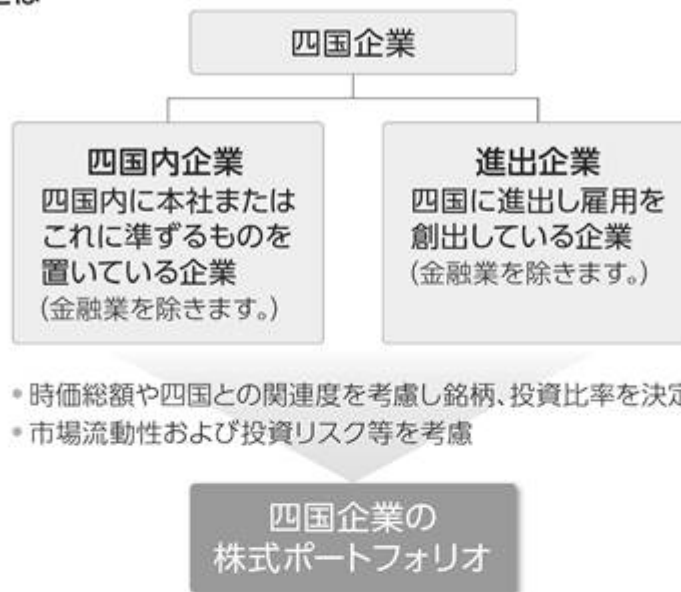 四国企業
四国内企業
四国内に本社または
これに準ずるものを
置いている企業
(金融業を除きます。)
進出企業
四国に進出し雇用を
創出している企業
(金融業を除きます。)
• 時価総額や四国との関連度を考慮し銘柄、投資比率を決定
• 市場流動性および投資リスク等を考慮
四国企業の
株式ポートフォリオ